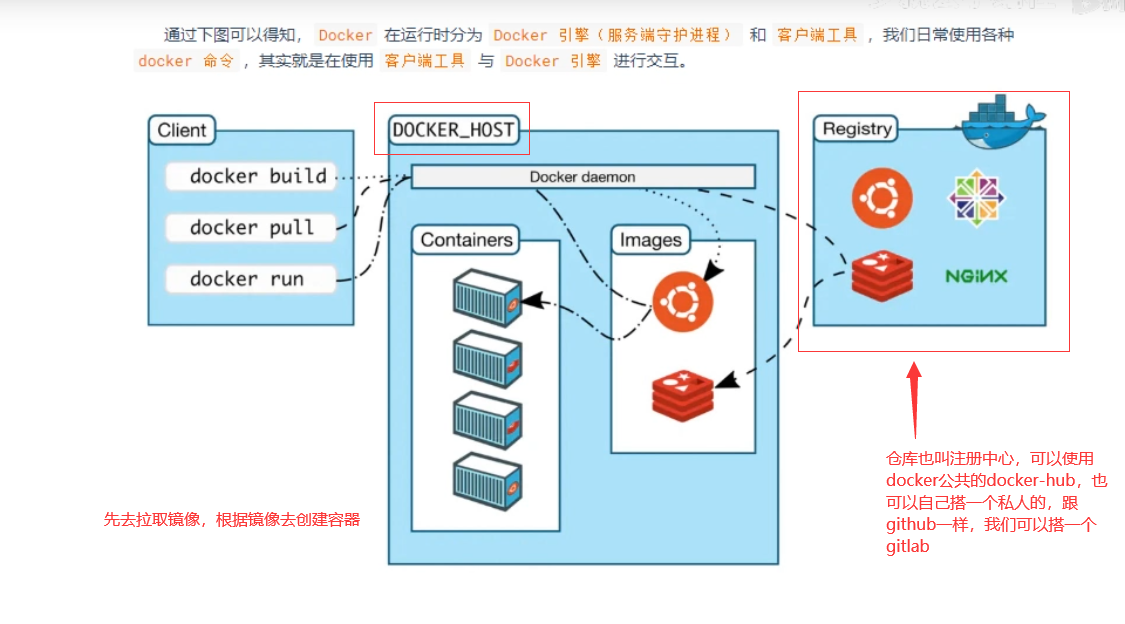 通过下图可以得知， Docker 在运行时分为 Docker 引擎（服务端守护进程） 和 客户端工具 ，我们日常使用各种
docker 命令 ，其实就是在使用 客户端工具 与 Docker 引擎 进行交互。
Client
DOCKER_HOST
Registry
docker build
Docker daemon
docker pull
Containers
Images
docker run
NGINX
仓库也叫注册中心，可以使用
docker公共的docker-hub，也
可以自己搭一个私人的，跟
github一样，我们可以搭一个
gitlab
先去拉取镜像，根据镜像去创建容器